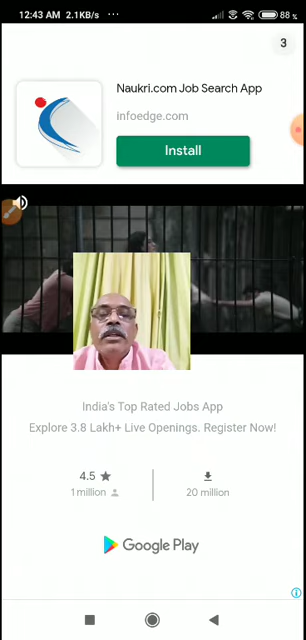 12:43 AM 2.1KB/s ...
88%
3
Naukri.com Job Search App
infoedge.com
Install
India's Top Rated Jobs App
Explore 3.8 Lakh+ Live Openings. Register Now!
4.5 ★
1 million
20 million
Google Play